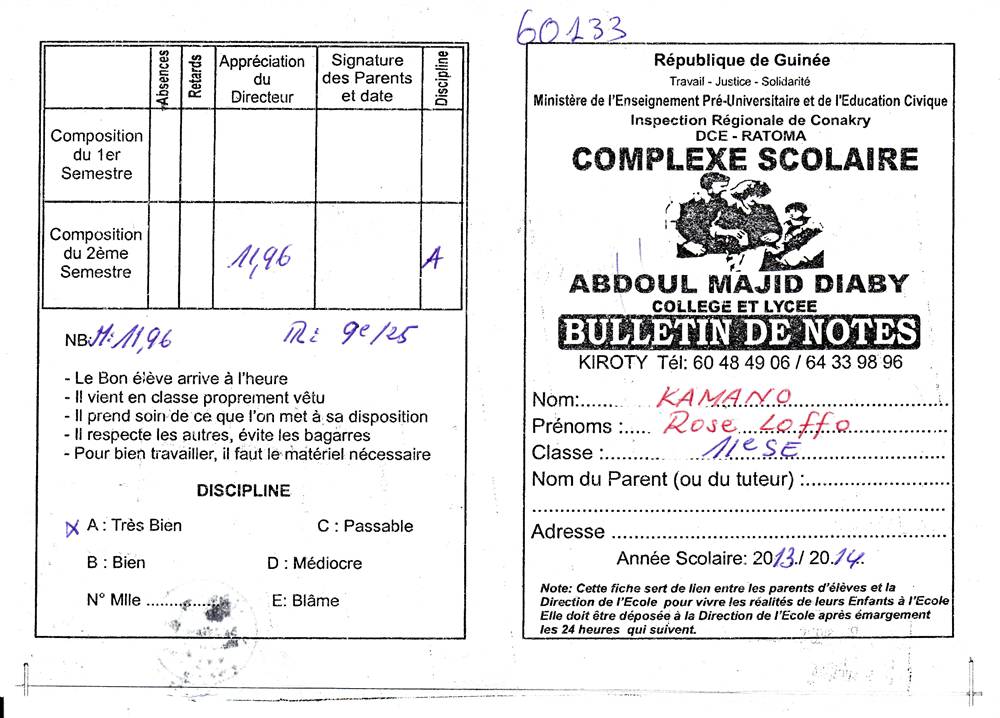 60133
Absences
Retards
Appréciation du Directeur
Signature des Parents et date
Discipline
Composition du 1er Semestre
Composition du 2ème Semestre
11,96
A
NB: M: 11,96 R: 9e/25
- Le Bon élève arrive à l'heure
- Il vient en classe proprement vêtu
- Il prend soin de ce que l'on met à sa disposition
- Il respecte les autres, évite les bagarres
- Pour bien travailler, il faut le matériel nécessaire
DISCIPLINE
X A : Très Bien C : Passable
B : Bien D : Médiocre
N° Mlle .............. E: Blâme
République de Guinée
Travail - Justice - Solidarité
Ministère de l'Enseignement Pré-Universitaire et de l'Education Civique
Inspection Régionale de Conakry
DCE - RATOMA
COMPLEXE SCOLAIRE
ABDOUL MAJID DIABY
COLLEGE ET LYCEE
BULLETIN DE NOTES
KIROTY Tél: 60 48 49 06 / 64 33 98 96
Nom:....... KAMANO
Prénoms :..... Rose Loffo
Classe :.... 11e SE
Nom du Parent (ou du tuteur) :............
Adresse ............
Année Scolaire: 2013./ 20.14.
Note: Cette fiche sert de lien entre les parents d'élèves et la
Direction de l'Ecole pour vivre les réalités de leurs Enfants à l'Ecole
Elle doit être déposée à la Direction de l'Ecole après émargement
les 24 heures qui suivent.